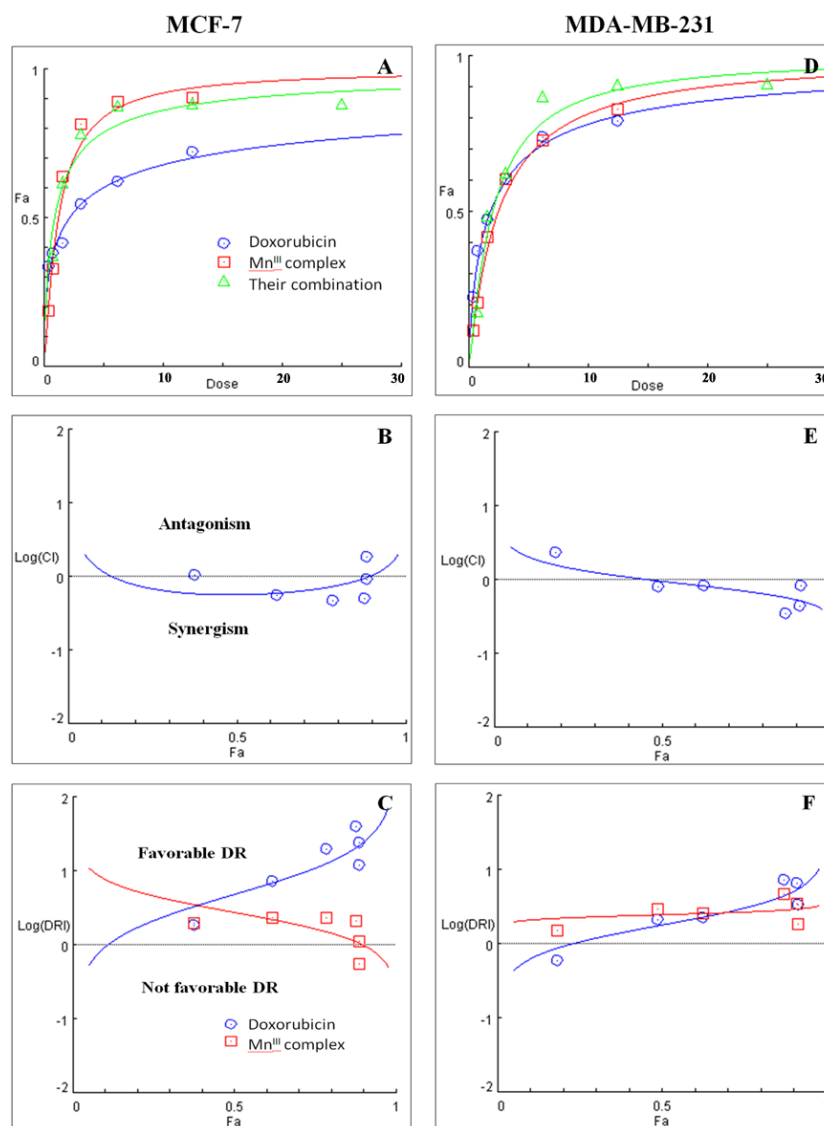 MCF-7
MDA-MB-231
A
1
Fa
0.5
0
0
10
20
30
Dose
Doxorubicin
Mnᴵᴵᴵ complex
Their combination
D
1
Fa
0.5
0
0
10
20
30
Dose
B
2
1
Log(CI)
0
-1
-2
Antagonism
Synergism
0
0.5
1
Fa
E
2
1
Log(CI)
0
-1
-2
0
0.5
Fa
C
2
1
Log(DRI)
0
-1
-2
Favorable DR
Not favorable DR
Doxorubicin
Mnᴵᴵᴵ complex
0
0.5
1
Fa
F
2
1
Log(DRI)
0
-1
-2
0
0.5
Fa